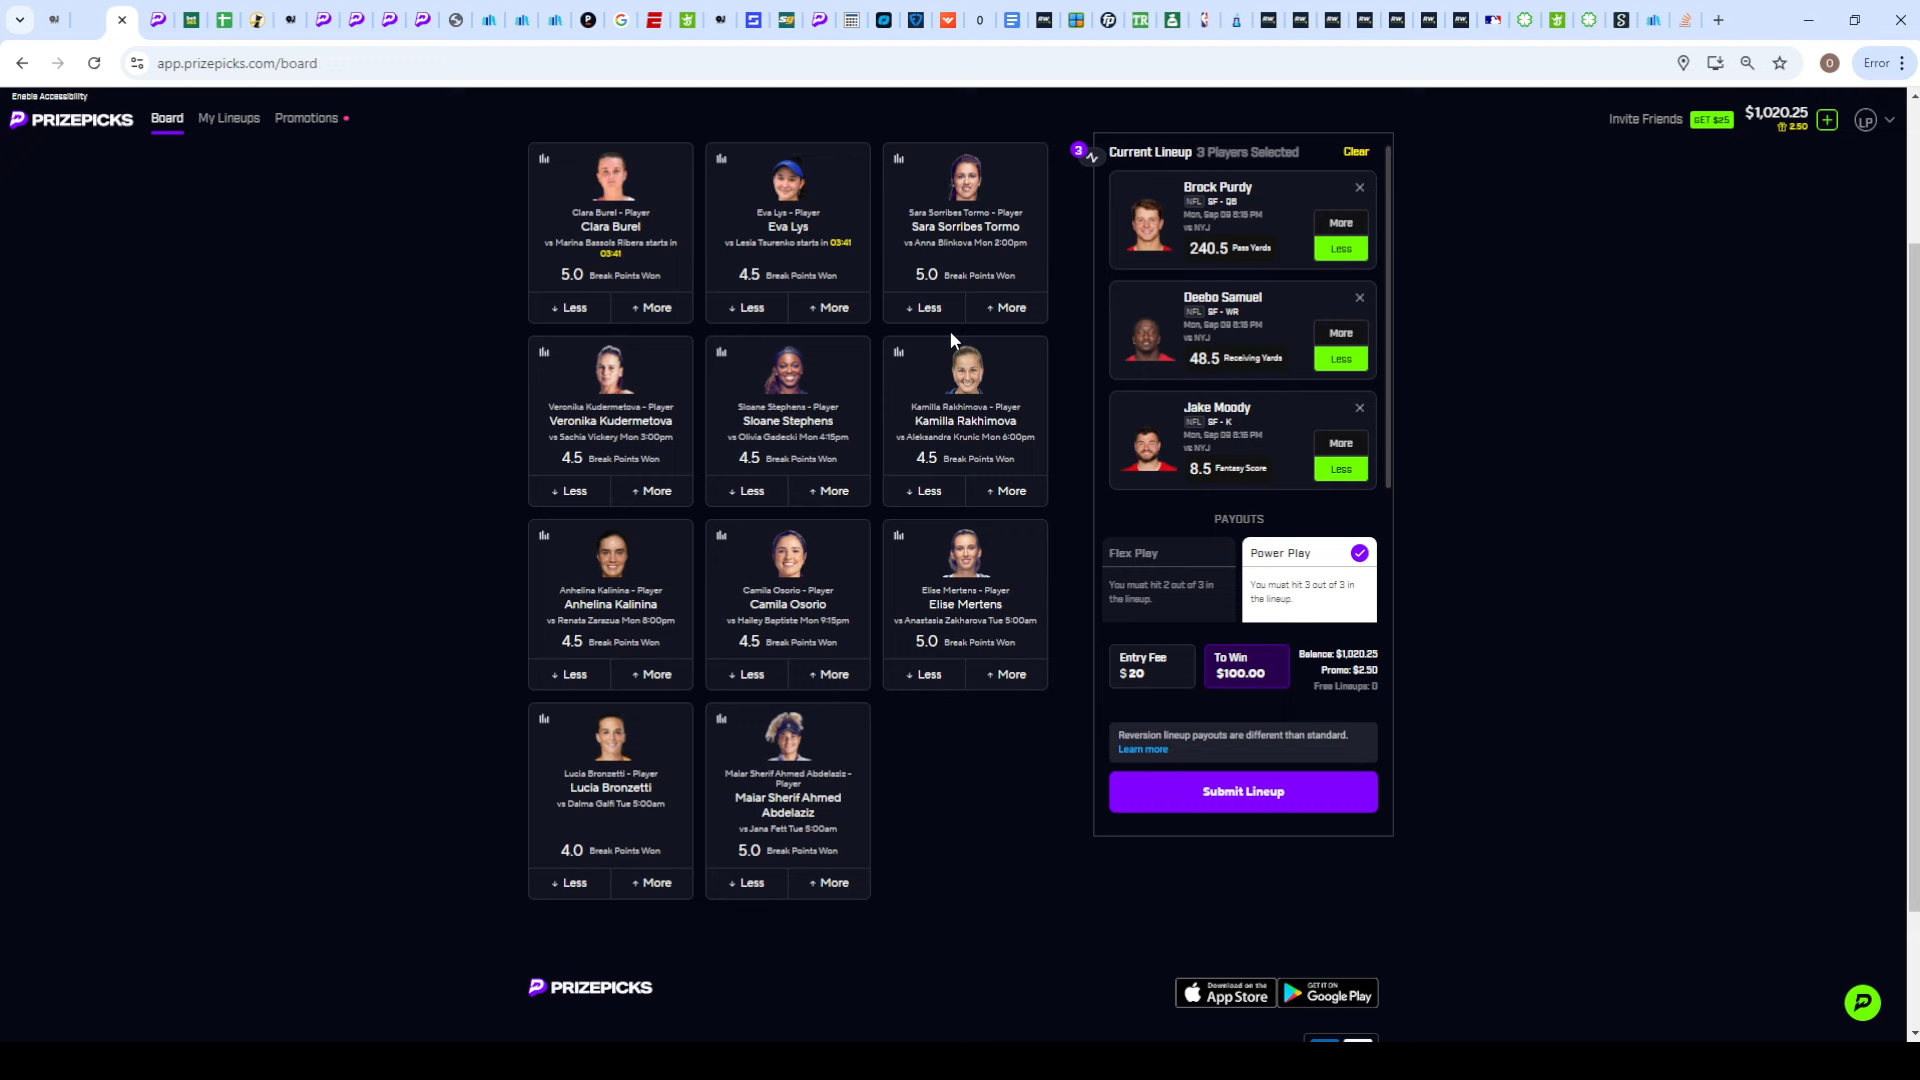 app.prizepicks.com/board
Error
Enable Accessibility
PRIZEPICKS
Board
My Lineups
Promotions
Invite Friends
GET $25
$1,020.25
2.50
LP
Clara Burel - Player
Clara Burel
vs Marina Bassols Ribera starts in
03:41
5.0 Break Points Won
Less
More
Eva Lys - Player
Eva Lys
vs Lesia Tsurenko starts in 03:41
4.5 Break Points Won
Less
More
Sara Sorribes Tormo - Player
Sara Sorribes Tormo
vs Anna Blinkova Mon 2:00pm
5.0 Break Points Won
Less
More
Veronika Kudermetova - Player
Veronika Kudermetova
vs Sachia Vickery Mon 3:00pm
4.5 Break Points Won
Less
More
Sloane Stephens - Player
Sloane Stephens
vs Olivia Gadecki Mon 4:15pm
4.5 Break Points Won
Less
More
Kamilla Rakhimova - Player
Kamilla Rakhimova
vs Aleksandra Krunic Mon 6:00pm
4.5 Break Points Won
Less
More
Anhelina Kalinina - Player
Anhelina Kalinina
vs Renata Zarazua Mon 8:00pm
4.5 Break Points Won
Less
More
Camila Osorio - Player
Camila Osorio
vs Hailey Baptiste Mon 9:15pm
4.5 Break Points Won
Less
More
Elise Mertens - Player
Elise Mertens
vs Anastasia Zakharova Tue 5:00am
5.0 Break Points Won
Less
More
Lucia Bronzetti - Player
Lucia Bronzetti
vs Dalma Galfi Tue 5:00am
4.0 Break Points Won
Less
More
Maiar Sherif Ahmed Abdelaziz -
Player
Maiar Sherif Ahmed
Abdelaziz
vs Jana Fett Tue 5:00am
5.0 Break Points Won
Less
More
3
Current Lineup 3 Players Selected
Clear
Brock Purdy
NFL SF - QB
Mon, Sep 09 8:15 PM
vs NYJ
240.5 Pass Yards
More
Less
Deebo Samuel
NFL SF - WR
Mon, Sep 09 8:15 PM
vs NYJ
48.5 Receiving Yards
More
Less
Jake Moody
NFL SF - K
Mon, Sep 09 8:15 PM
vs NYJ
8.5 Fantasy Score
More
Less
PAYOUTS
Flex Play
You must hit 2 out of 3 in
the lineup.
Power Play
You must hit 3 out of 3 in
the lineup.
Entry Fee
$ 20
To Win
$100.00
Balance: $1,020.25
Promo: $2.50
Free Lineups: 0
Reversion lineup payouts are different than standard.
Learn more
Submit Lineup
PRIZEPICKS
Download on the
App Store
GET IT ON
Google Play